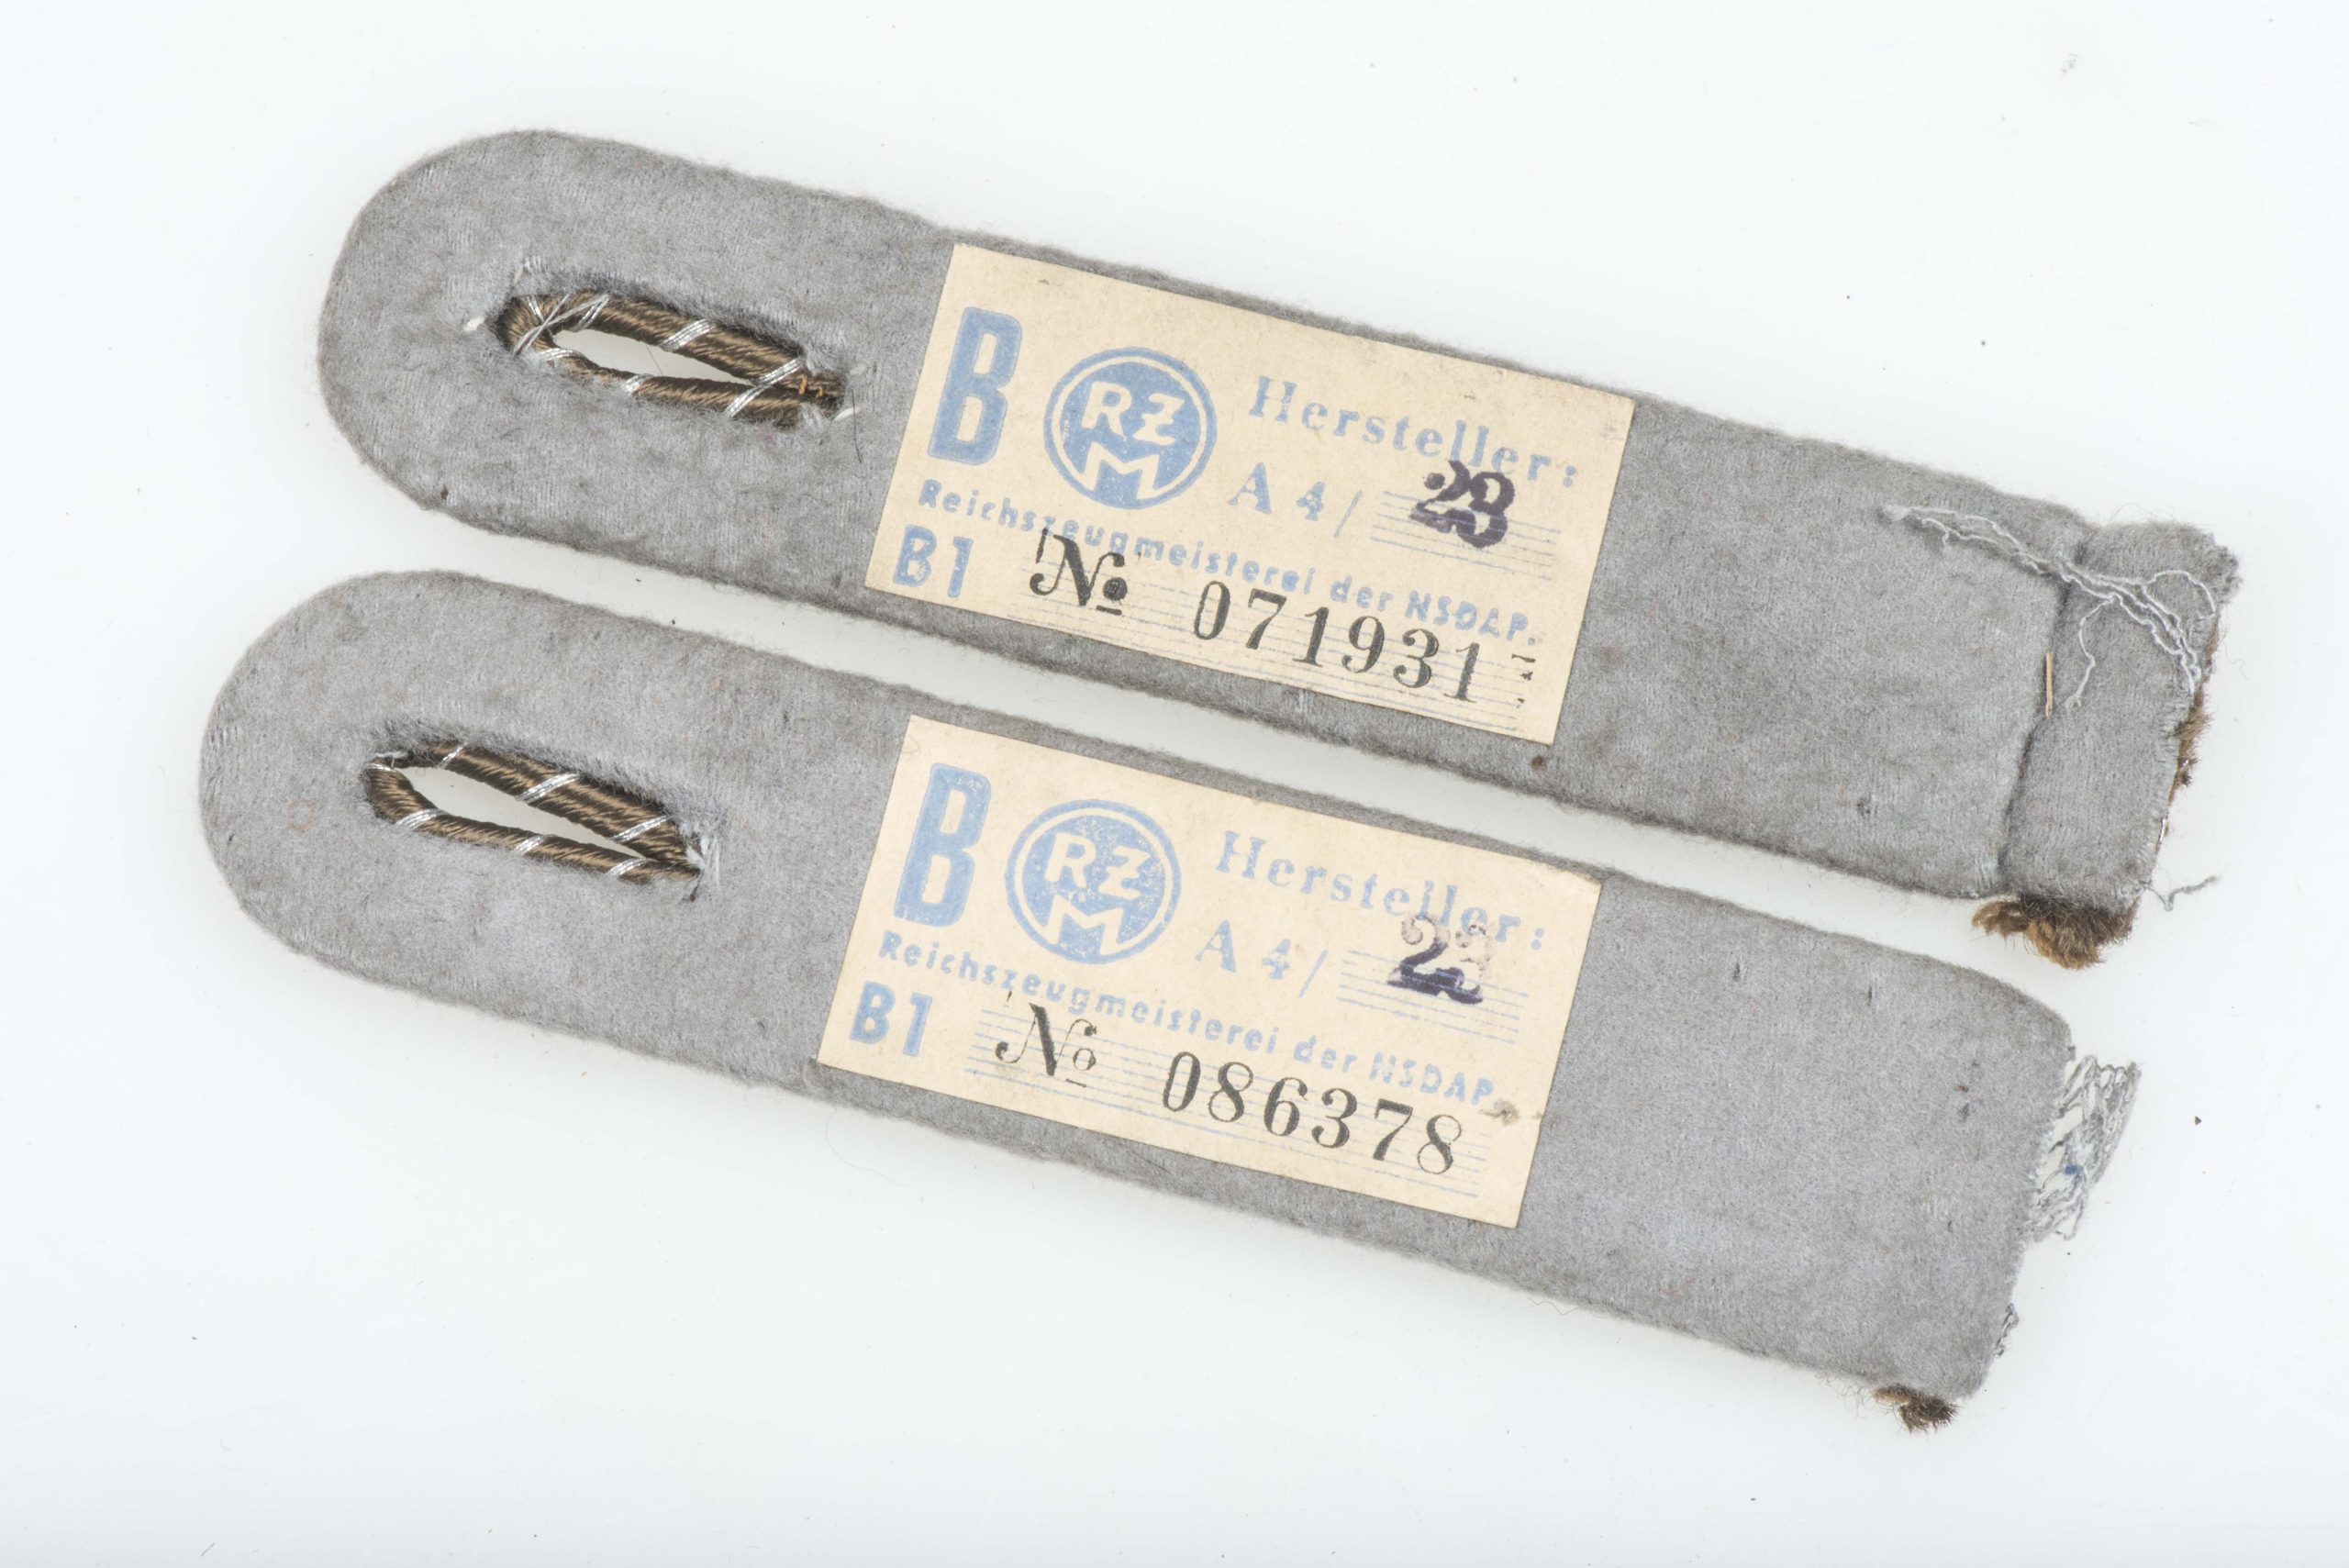 B RZM Hersteller:
A 4/ 23
Reichszeugmeisterei der NSDAP.
B1 № 071931
B RZM Hersteller:
A 4/ 23
Reichszeugmeisterei der NSDAP.
B1 № 086378